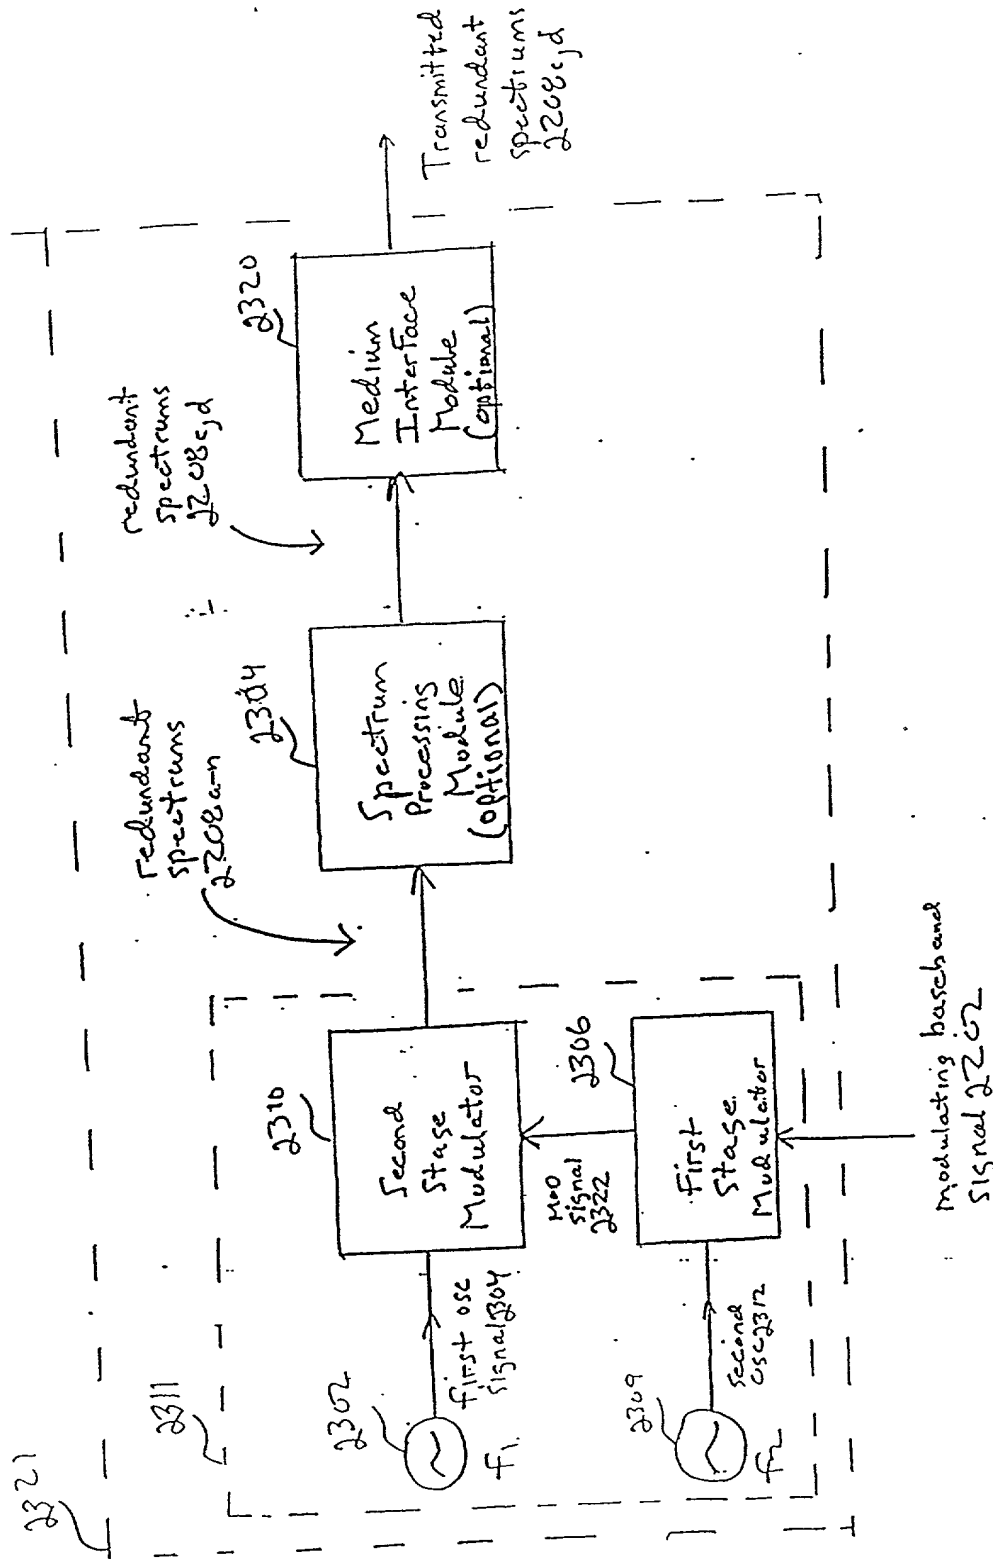 2321
2311
2302
f1.
First osc
signal 2304
2310
Second
Stage
Modulator
redundant
spectrums
2208a-n
2304
Spectrum
Processing
Module
(optional)
redundant
spectrums
2208c,d
2320
Medium
Interface
Module
(optional)
Transmitted
redundant
spectrums
2208c,d
2309
f2
second
osc 2312
MOD
signal
2322
2306
First
Stage
Modulator
modulating baseband
signal 2202